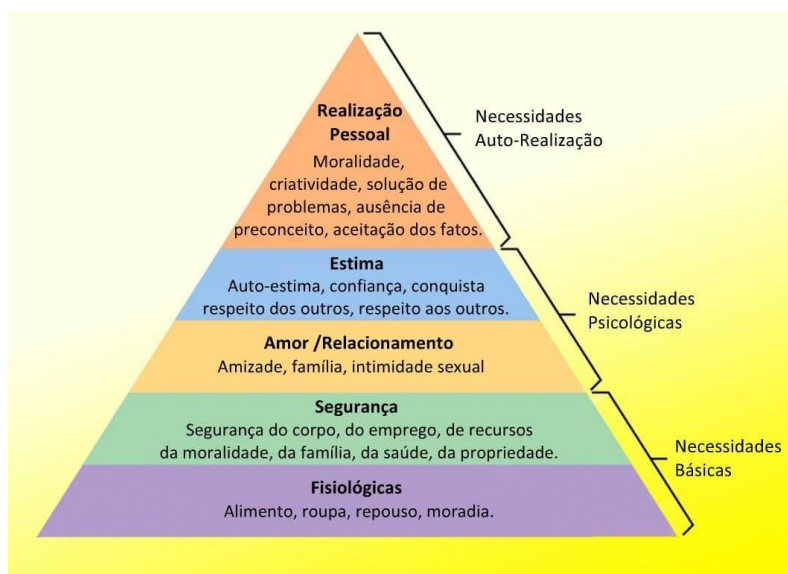 Realização
Pessoal
Moralidade,
criatividade, solução de
problemas, ausência de
preconceito, aceitação dos fatos.
Necessidades
Auto-Realização
Estima
Auto-estima, confiança, conquista
respeito dos outros, respeito aos outros.
Amor /Relacionamento
Amizade, família, intimidade sexual
Necessidades
Psicológicas
Segurança
Segurança do corpo, do emprego, de recursos
da moralidade, da família, da saúde, da propriedade.
Fisiológicas
Alimento, roupa, repouso, moradia.
Necessidades
Básicas